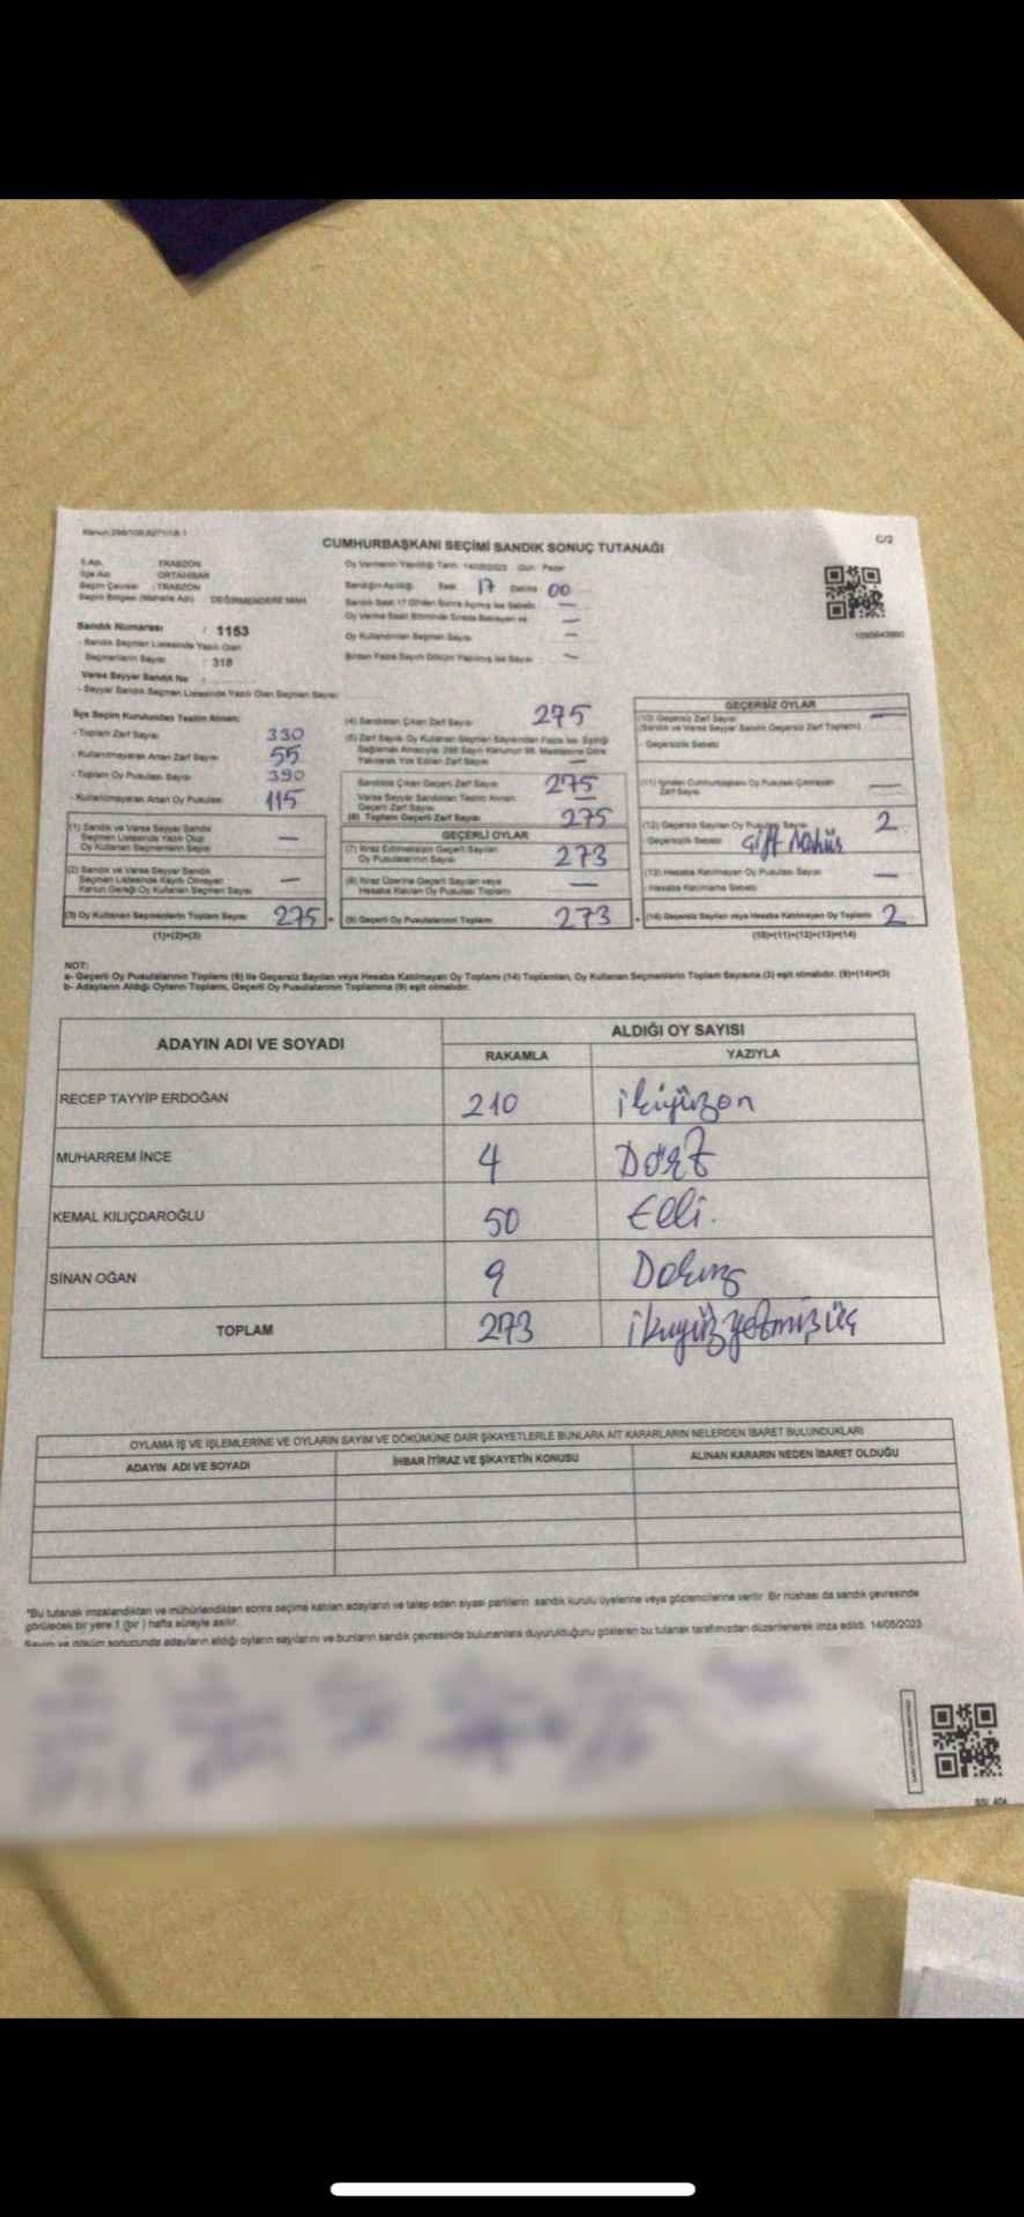 CUMHURBAŞKANI SEÇİMİ SANDIK SONUÇ TUTANAĞI
C/2
İl Adı : TRABZON
İlçe Adı : ORTAHİSAR
Seçim Çevresi : TRABZON
Seçim Bölgesi (Mahalle Adı) : DEĞİRMENDERE MAH
Oy Vermenin Yapıldığı Tarih: 14/05/2023 Gün: Pazar
Sandığın Açıldığı Saat 17 Dakika 00
Sandık Saat 17:00'den Sonra Açılmış İse Sebebi —
Oy Verme Saati Bitiminde Sırada Bekleyen ve —
Oy Kullandırılan Seçmen Sayısı —
Birden Fazla Sayım Döküm Yapılmış İse Sayısı —
Sandık Numarası : 1153
- Sandık Seçmen Listesinde Yazılı Olan
Seçmenlerin Sayısı : 318
Varsa Seyyar Sandık No :
- Seyyar Sandık Seçmen Listesinde Yazılı Olan Seçmen Sayısı:
İlçe Seçim Kurulundan Teslim Alınan;
- Toplam Zarf Sayısı 330
- Kullanılmayarak Artan Zarf Sayısı 55
- Toplam Oy Pusulası Sayısı 390
- Kullanılmayarak Artan Oy Pusulası 115
(1) Sandık ve Varsa Seyyar Sandık
Seçmen Listesinde Yazılı Olup
Oy Kullanan Seçmenlerin Sayısı —
(2) Sandık ve Varsa Seyyar Sandık
Seçmen Listesinde Kayıtlı Olmayan
Kanun Gereği Oy Kullanan Seçmen Sayısı —
(3) Oy Kullanan Seçmenlerin Toplam Sayısı 275
(1)+(2)=(3)
(4) Sandıktan Çıkan Zarf Sayısı 275
(5) Zarf Sayısı Oy Kullanan Seçmen Sayısından Fazla İse, Eşitliği
Sağlamak Amacıyla 298 Sayılı Kanunun 98. Maddesine Göre
Yakılarak Yok Edilen Zarf Sayısı —
Sandıkta Çıkan Geçerli Zarf Sayısı 275
Varsa Seyyar Sandıktan Teslim Alınan
Geçerli Zarf Sayısı —
(6) Toplam Geçerli Zarf Sayısı 275
GEÇERLİ OYLAR
(7) İtiraz Edilmeksizin Geçerli Sayılan
Oy Pusulalarının Sayısı 273
(8) İtiraz Üzerine Geçerli Sayılan veya
Hesaba Katılan Oy Pusulası Toplamı —
(9) Geçerli Oy Pusulalarının Toplamı 273
GEÇERSİZ OYLAR
(10) Geçersiz Zarf Sayısı —
(Sandık ve Varsa Seyyar Sandık Geçersiz Zarf Toplamı)
Geçersizlik Sebebi
(11) İçinden Cumhurbaşkanı Oy Pusulası Çıkmayan
Zarf Sayısı —
(12) Geçersiz Sayılan Oy Pusulası Sayısı 2
Geçersizlik Sebebi çift mühür
(13) Hesaba Katılmayan Oy Pusulası Sayısı —
Hesaba Katılmama Sebebi
(14) Geçersiz Sayılan veya Hesaba Katılmayan Oy Toplamı 2
(10)+(11)+(12)+(13)=(14)
NOT:
a- Geçerli Oy Pusulalarının Toplamı (9) ile Geçersiz Sayılan veya Hesaba Katılmayan Oy Toplamı (14) Toplamları, Oy Kullanan Seçmenlerin Toplam Sayısına (3) eşit olmalıdır. (9)+(14)=(3)
b- Adayların Aldığı Oyların Toplamı, Geçerli Oy Pusulalarının Toplamına (9) eşit olmalıdır.
ADAYIN ADI VE SOYADI
ALDIĞI OY SAYISI
RAKAMLA YAZIYLA
RECEP TAYYİP ERDOĞAN 210 ikiyüzon
MUHARREM İNCE 4 Dört
KEMAL KILIÇDAROĞLU 50 Elli.
SİNAN OĞAN 9 Dokuz
TOPLAM 273 ikiyüzyetmişüç
OYLAMA İŞ VE İŞLEMLERİNE VE OYLARIN SAYIM VE DÖKÜMÜNE DAİR ŞİKAYETLERLE BUNLARA AİT KARARLARIN NELERDEN İBARET BULUNDUKLARI
ADAYIN ADI VE SOYADI İHBAR İTİRAZ VE ŞİKAYETİN KONUSU ALINAN KARARIN NEDEN İBARET OLDUĞU
*Bu tutanak imzalandıktan ve mühürlendikten sonra seçime katılan adayların ve talep eden siyasi partilerin sandık kurulu üyelerine veya gözlemcilerine verilir. Bir nüshası da sandık çevresinde
görülecek bir yere 1 (bir) hafta süreyle asılır.
Sayım ve döküm sonucunda adayların aldığı oyların sayılarını ve bunların sandık çevresinde bulunanlara duyurulduğunu gösteren bu tutanak tarafımızdan düzenlenerek imza edildi. 14/05/2023